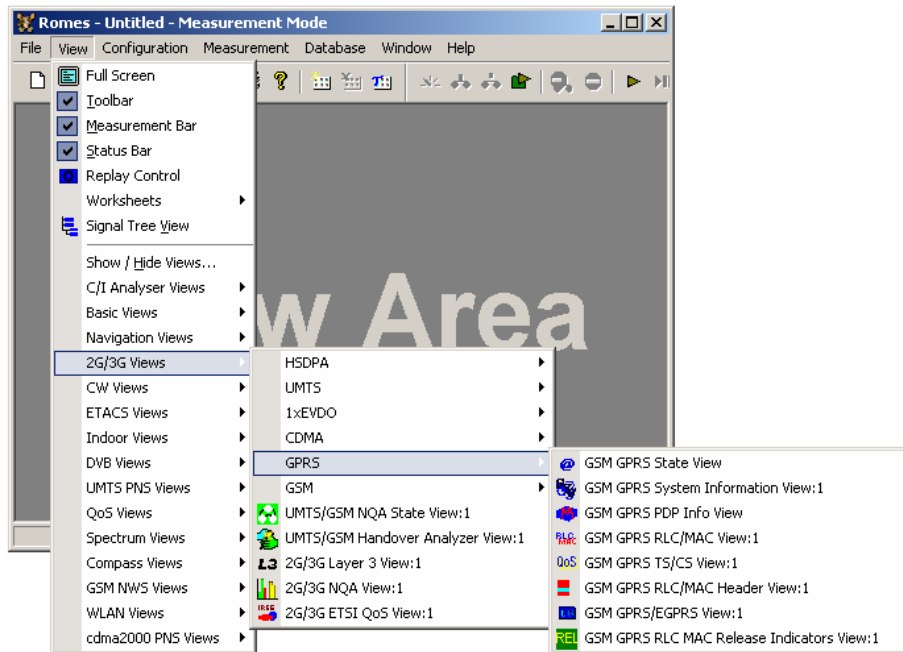 Romes - Untitled - Measurement Mode
File View Configuration Measurement Database Window Help
Full Screen
Toolbar
Measurement Bar
Status Bar
Replay Control
Worksheets
Signal Tree View
Show / Hide Views...
C/I Analyser Views
Basic Views
Navigation Views
2G/3G Views
CW Views
ETACS Views
Indoor Views
DVB Views
UMTS PNS Views
QoS Views
Spectrum Views
Compass Views
GSM NWS Views
WLAN Views
cdma2000 PNS Views
w Area
HSDPA
UMTS
1xEVDO
CDMA
GPRS
GSM
UMTS/GSM NQA State View:1
UMTS/GSM Handover Analyzer View:1
L3 2G/3G Layer 3 View:1
2G/3G NQA View:1
2G/3G ETSI QoS View:1
@ GSM GPRS State View
GSM GPRS System Information View:1
GSM GPRS PDP Info View
RLC MAC GSM GPRS RLC/MAC View:1
QoS GSM GPRS TS/CS View:1
GSM GPRS RLC/MAC Header View:1
GSM GPRS/EGPRS View:1
REL GSM GPRS RLC MAC Release Indicators View:1